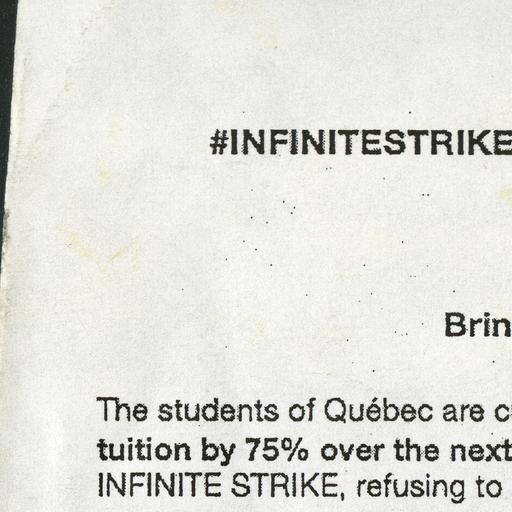 #INFINITESTRIKE
Brin
The students of Québec are c
tuition by 75% over the next
INFINITE STRIKE, refusing to